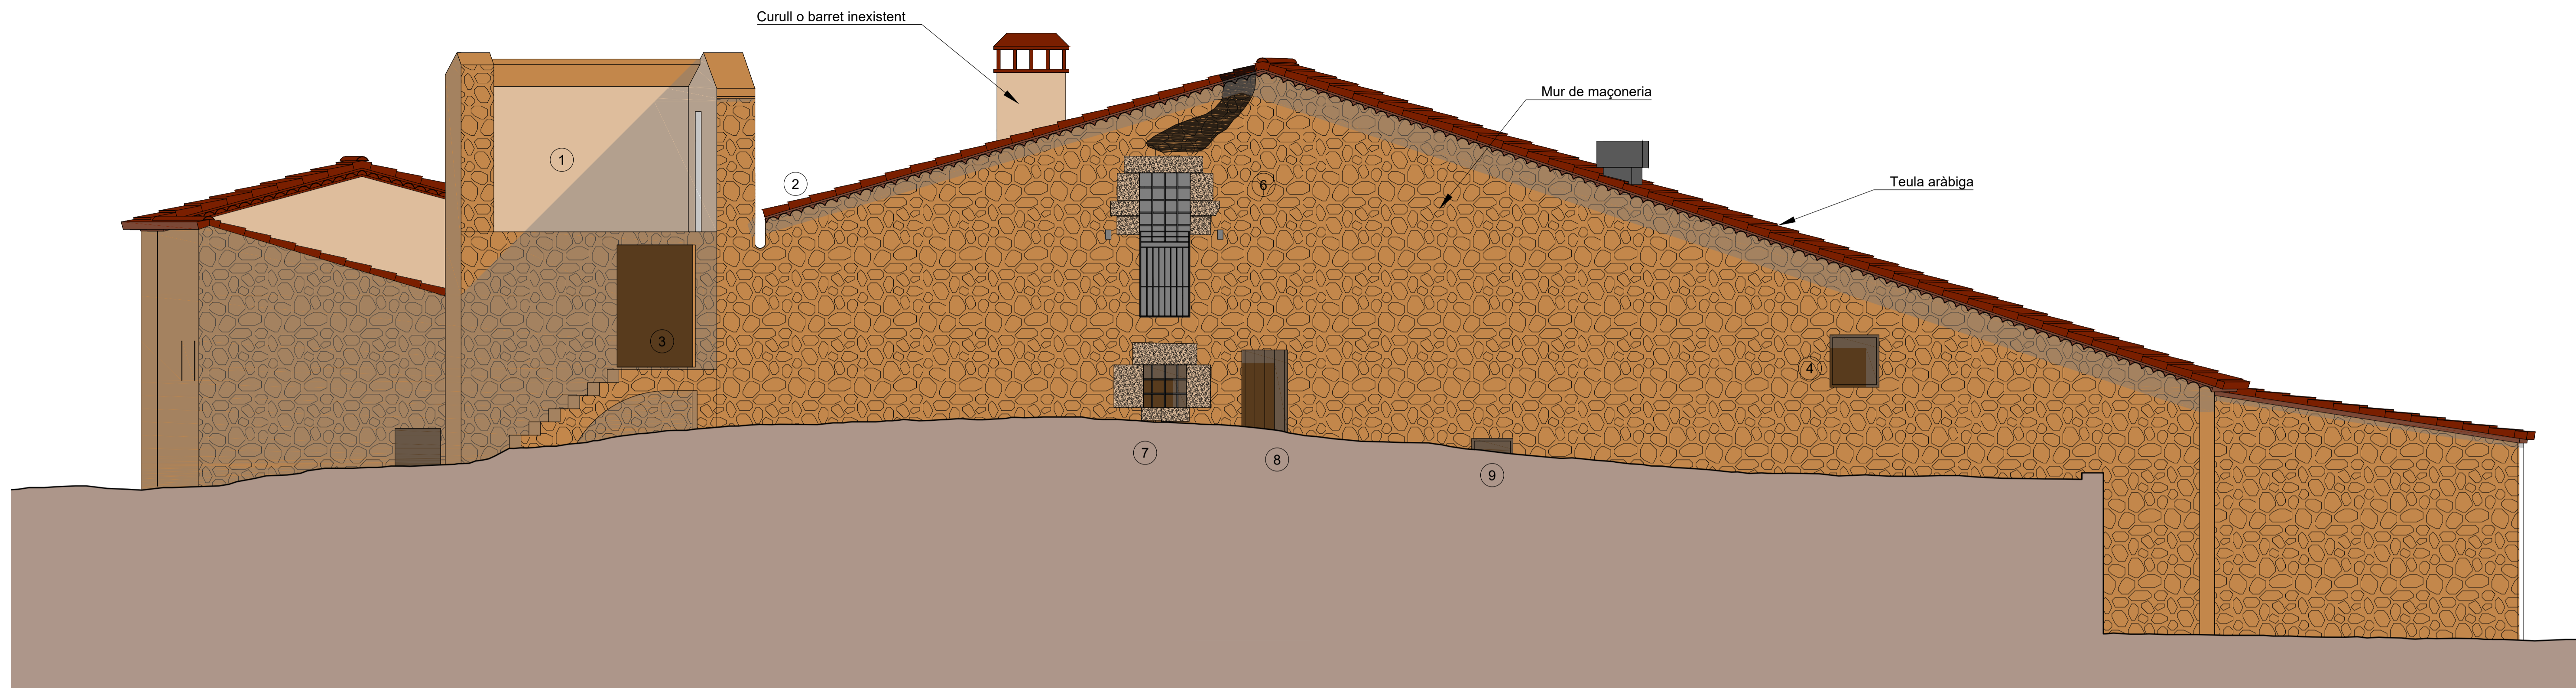 Curull o barret inexistent
Mur de maçoneria
Teula aràbiga
1
2
6
3
4
7
8
9